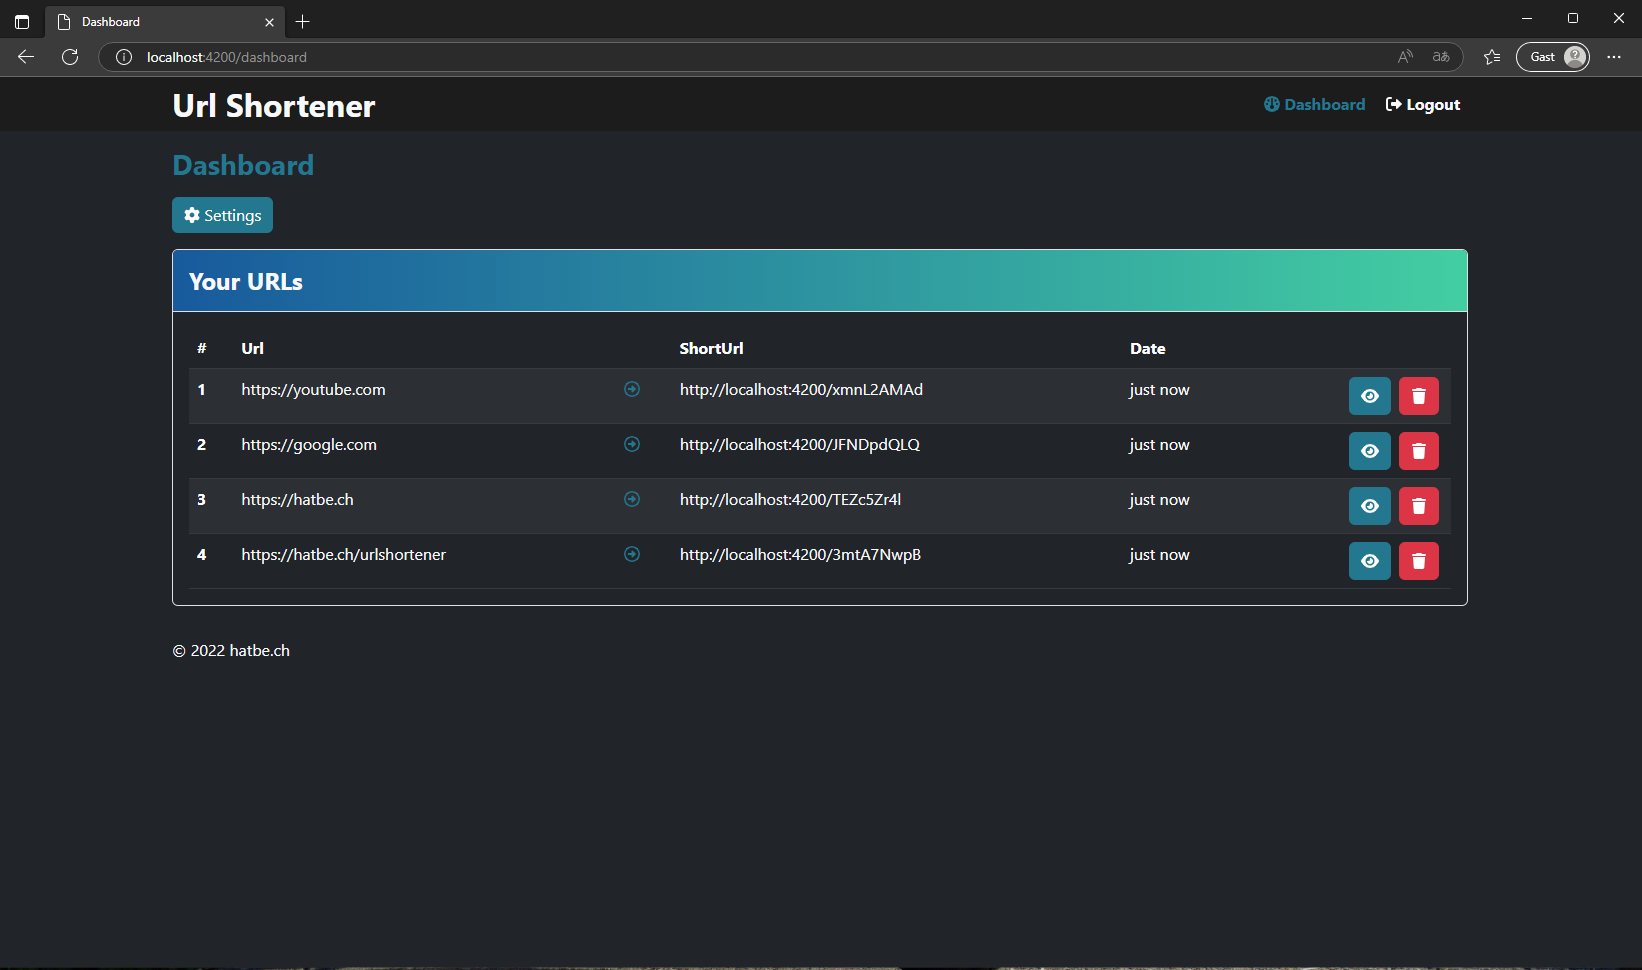 Dashboard
localhost:4200/dashboard
Gast
Url Shortener
Dashboard
Logout
Dashboard
Settings
Your URLs
# Url ShortUrl Date
1 https://youtube.com http://localhost:4200/xmnL2AMAd just now
2 https://google.com http://localhost:4200/JFNDpdQLQ just now
3 https://hatbe.ch http://localhost:4200/TEZc5Zr4l just now
4 https://hatbe.ch/urlshortener http://localhost:4200/3mtA7NwpB just now
© 2022 hatbe.ch